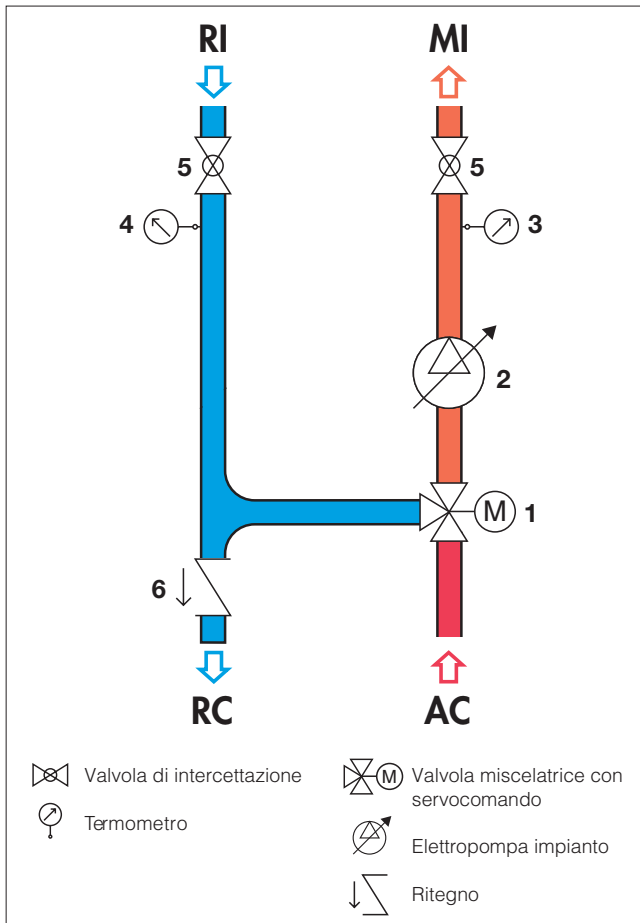 RI MI
5 5
4 3
2
M 1
6
RC AC
Valvola di intercettazione
Termometro
M Valvola miscelatrice con
servocomando
Elettropompa impianto
Ritegno